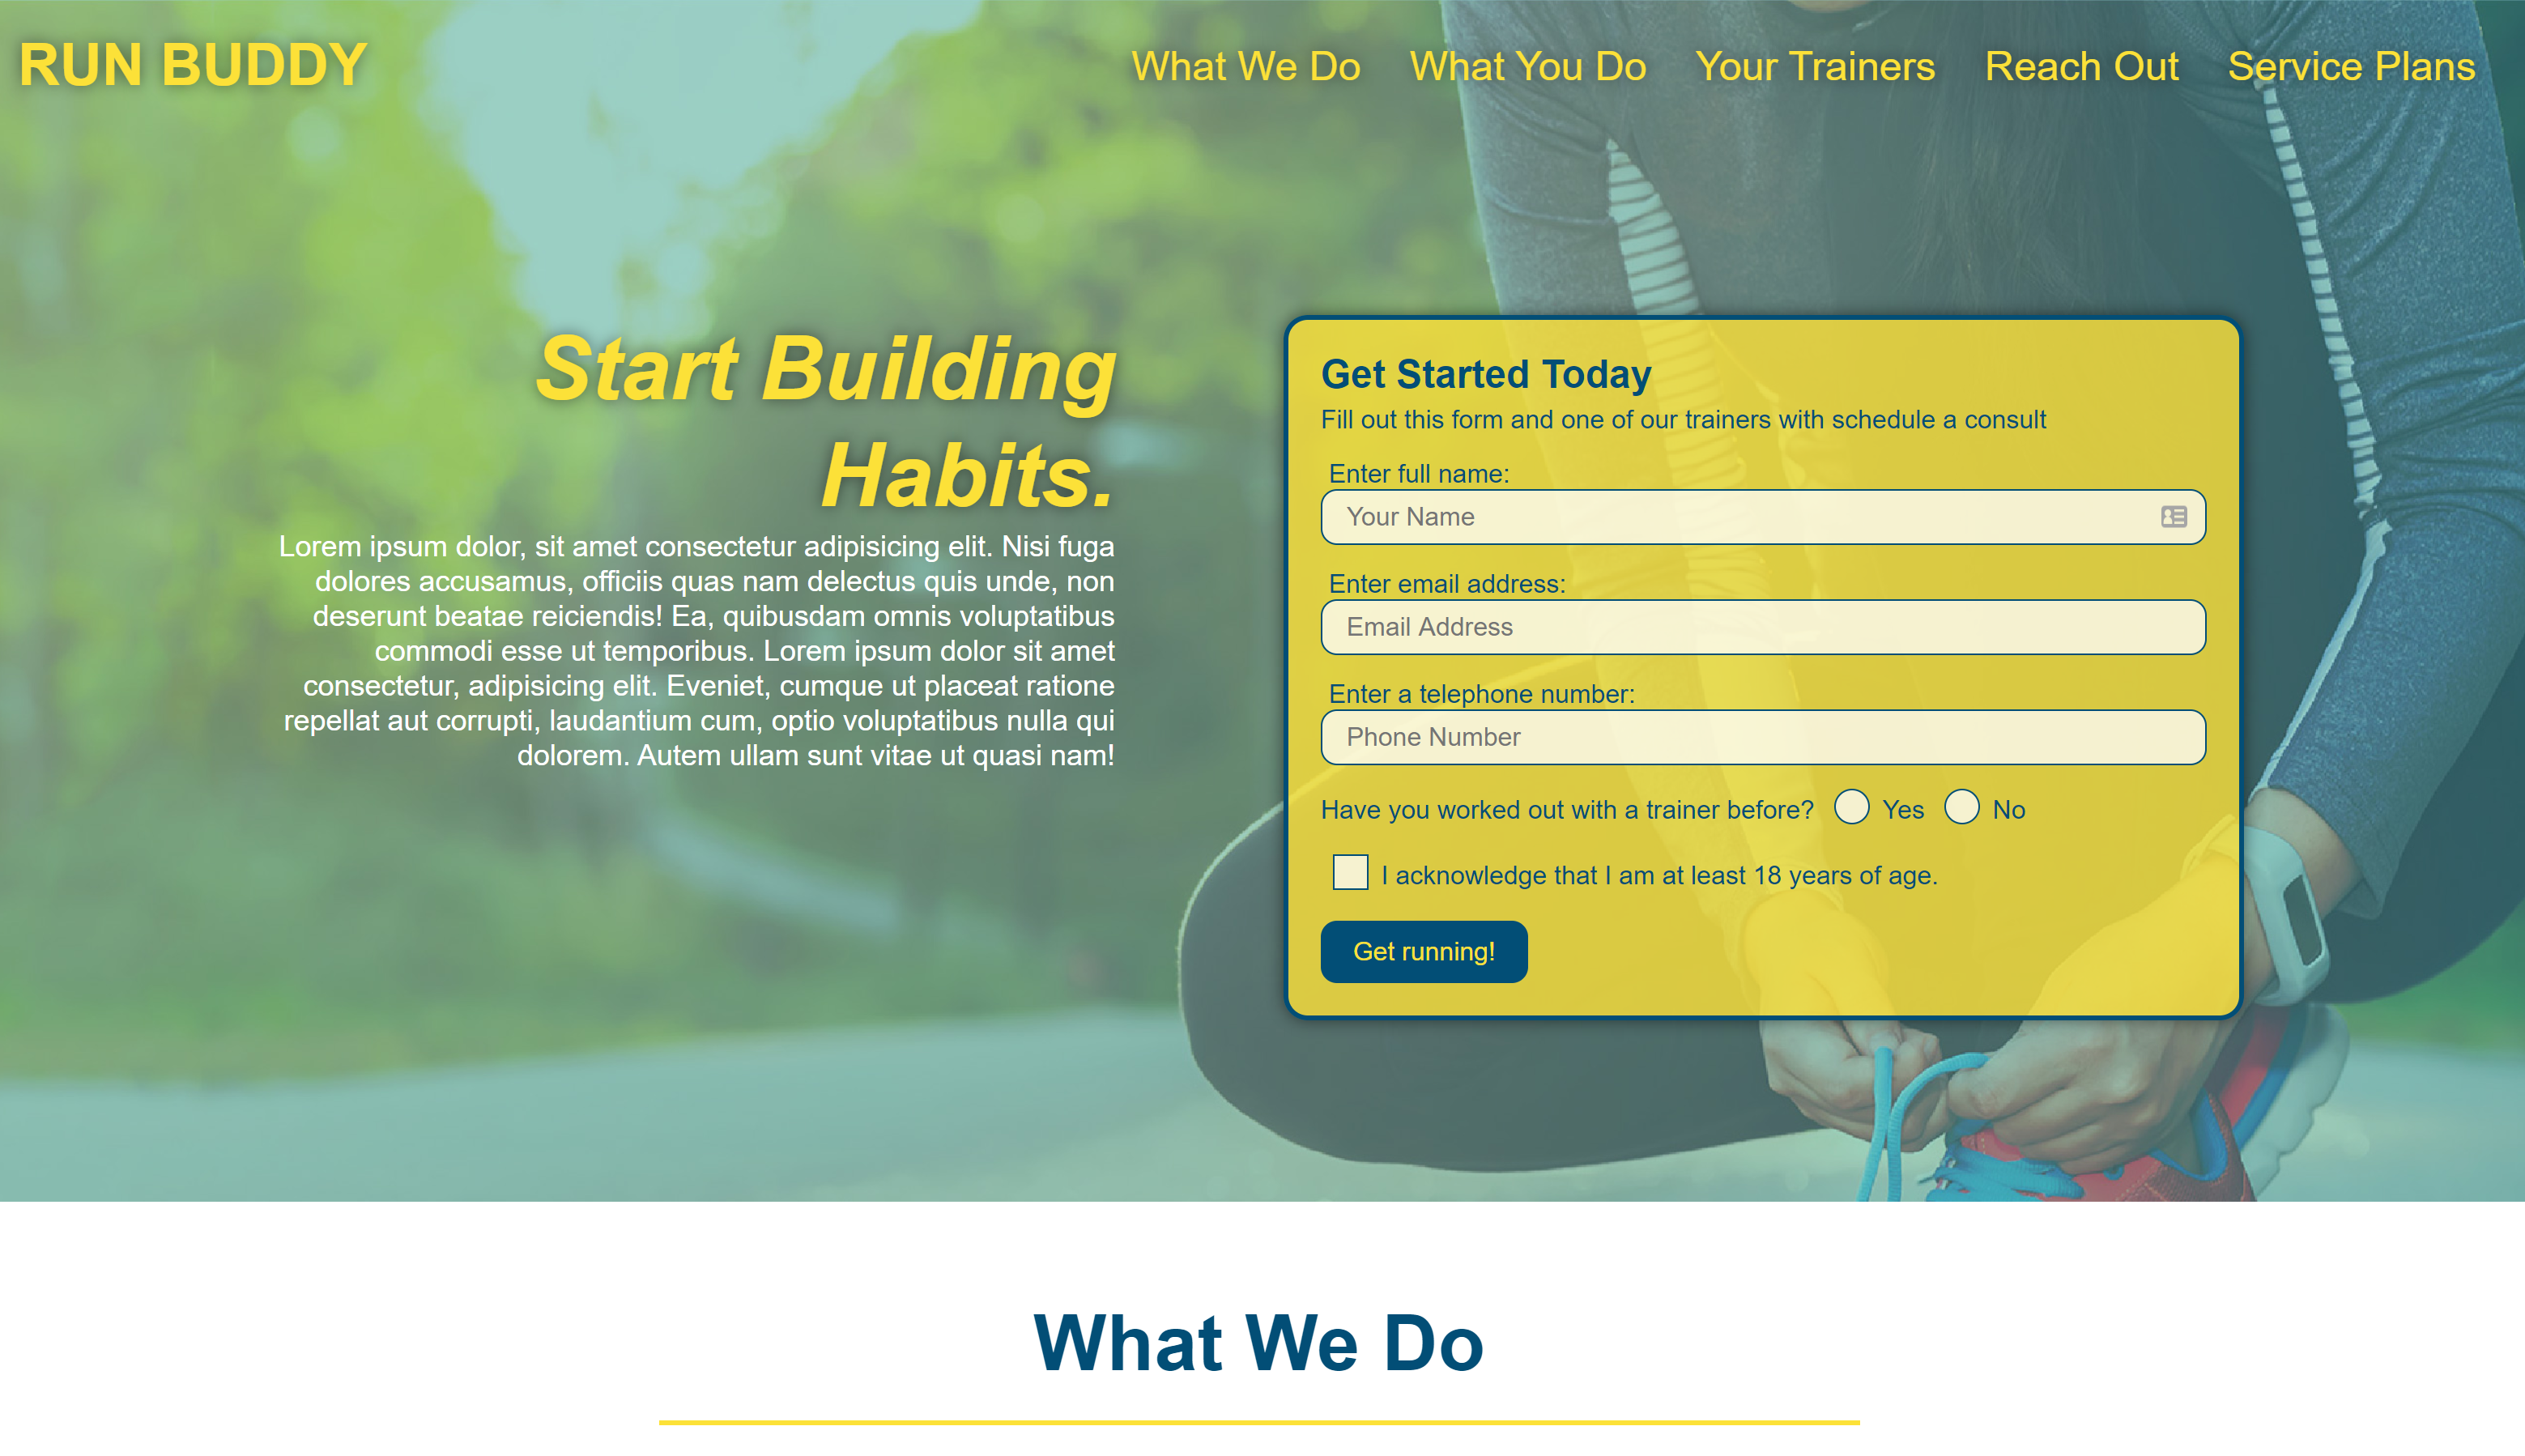 RUN BUDDY
What We Do What You Do Your Trainers Reach Out Service Plans
Start Building
Habits.
Lorem ipsum dolor, sit amet consectetur adipisicing elit. Nisi fuga
dolores accusamus, officiis quas nam delectus quis unde, non
deserunt beatae reiciendis! Ea, quibusdam omnis voluptatibus
commodi esse ut temporibus. Lorem ipsum dolor sit amet
consectetur, adipisicing elit. Eveniet, cumque ut placeat ratione
repellat aut corrupti, laudantium cum, optio voluptatibus nulla qui
dolorem. Autem ullam sunt vitae ut quasi nam!
Get Started Today
Fill out this form and one of our trainers with schedule a consult
Enter full name:
Your Name
Enter email address:
Email Address
Enter a telephone number:
Phone Number
Have you worked out with a trainer before? Yes No
I acknowledge that I am at least 18 years of age.
Get running!
What We Do